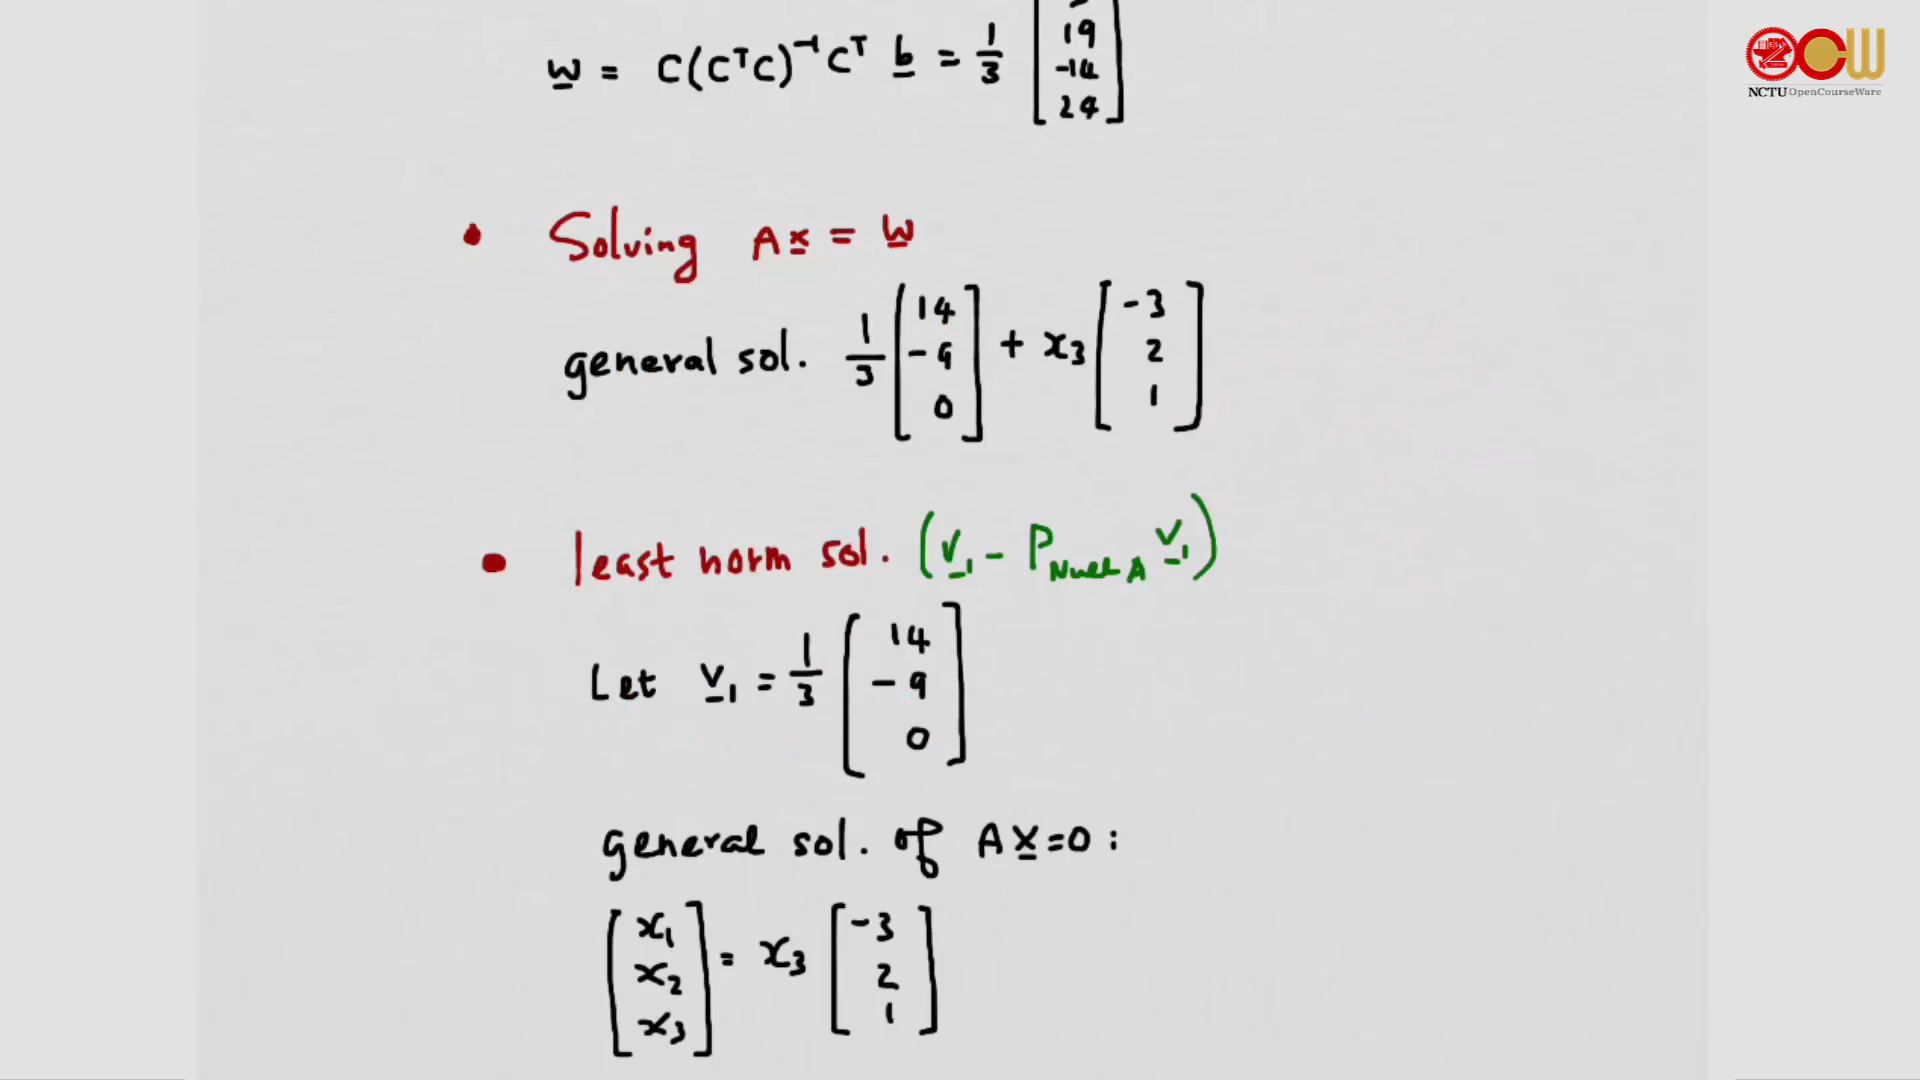 w = C(CᵀC)⁻¹Cᵀ b = 1/3 [19 -14 24]
NCTU OpenCourseWare
• Solving Ax = w
general sol. 1/3 [14 -9 0] + x₃ [-3 2 1]
• least norm sol. (v₁ - P_Null A v₁)
Let v₁ = 1/3 [14 -9 0]
general sol. of Ax=0:
[x₁ x₂ x₃] = x₃ [-3 2 1]